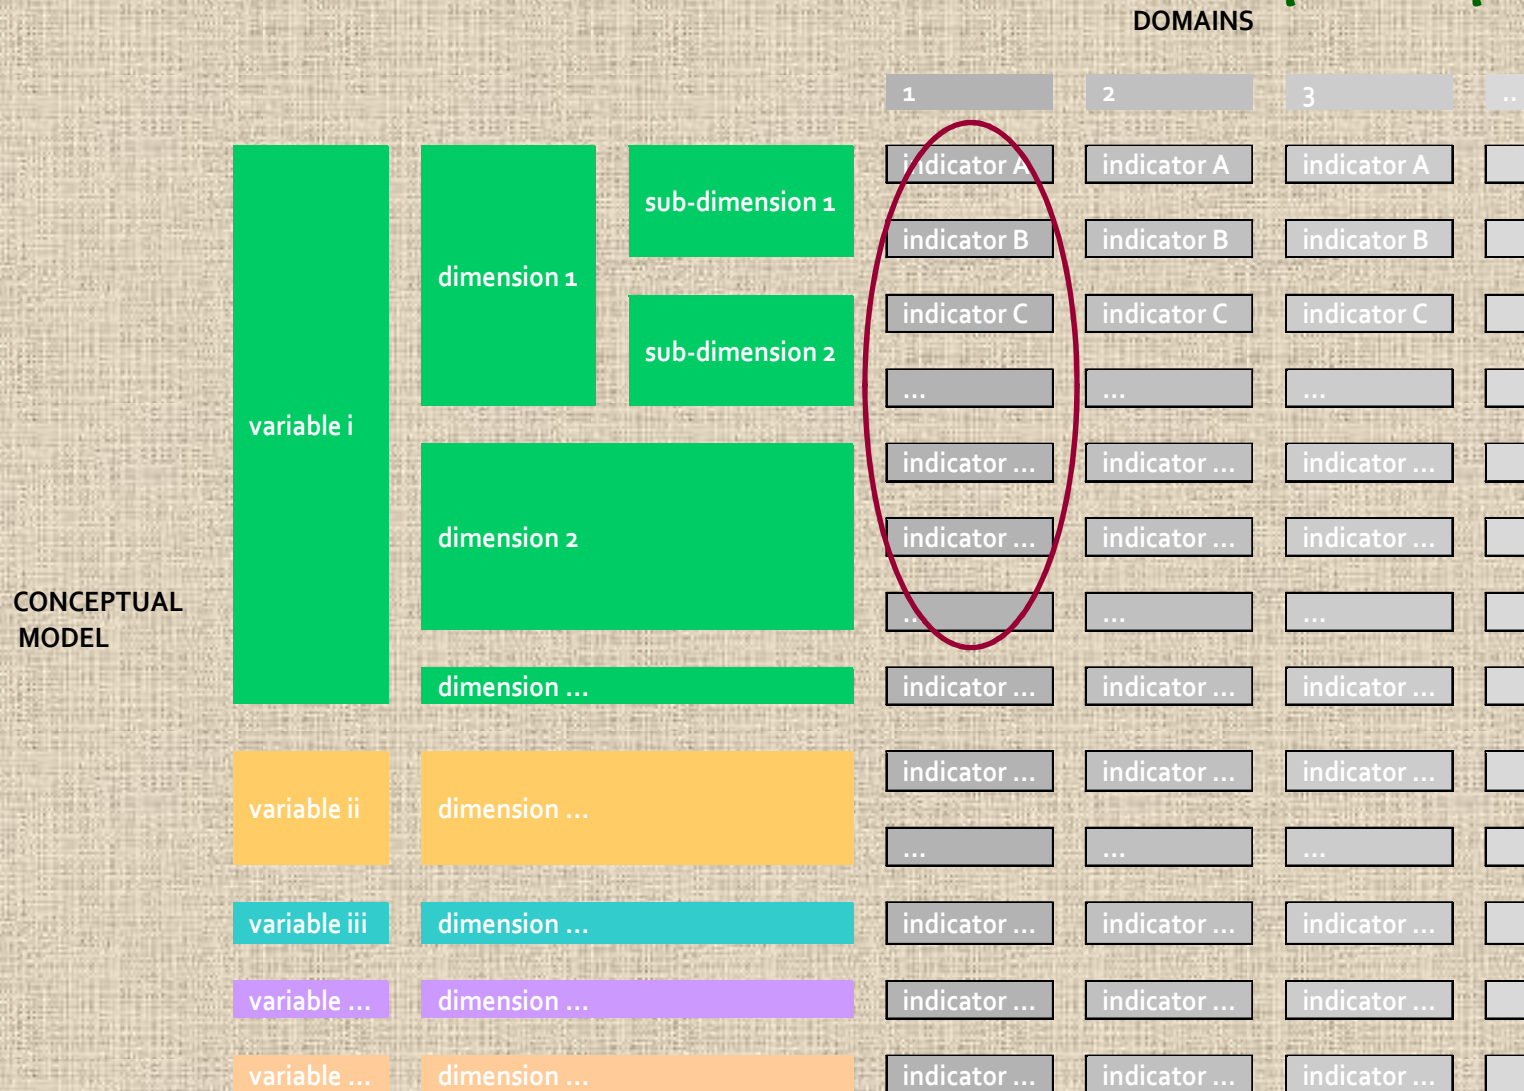 DOMAINS
1 2 3 ..
indicator A indicator A indicator A
sub-dimension 1
indicator B indicator B indicator B
dimension 1
indicator C indicator C indicator C
sub-dimension 2
... ... ...
variable i
indicator ... indicator ... indicator ...
dimension 2
indicator ... indicator ... indicator ...
CONCEPTUAL
MODEL
... ... ...
dimension ... indicator ... indicator ... indicator ...
indicator ... indicator ... indicator ...
variable ii dimension ...
... ... ...
variable iii dimension ... indicator ... indicator ... indicator ...
variable ... dimension ... indicator ... indicator ... indicator ...
variable ... dimension ... indicator ... indicator ... indicator ...